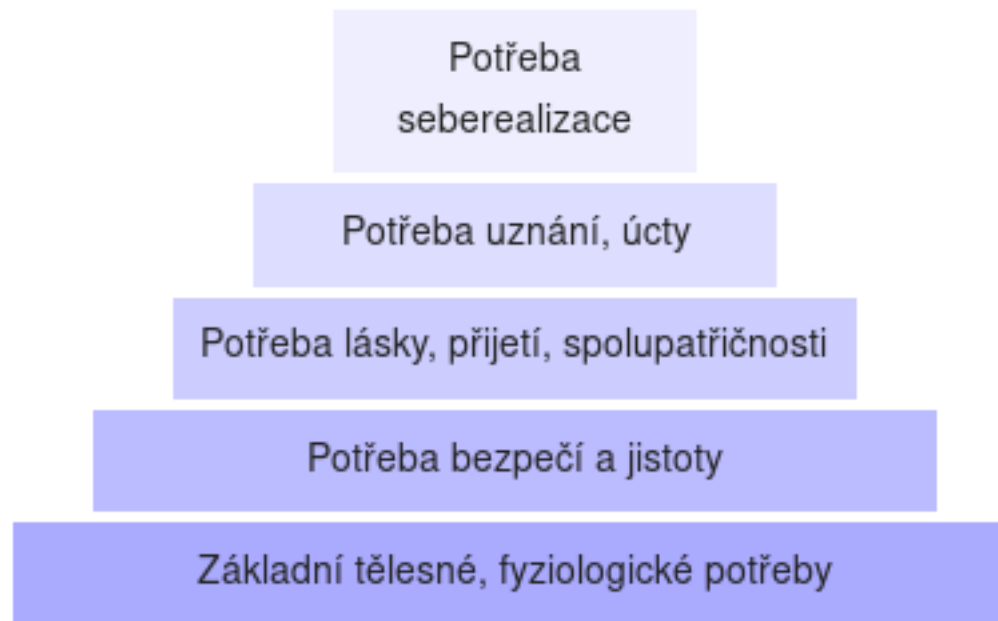 Potřeba
seberealizace
Potřeba uznání, úcty
Potřeba lásky, přijetí, spolupatřičnosti
Potřeba bezpečí a jistoty
Základní tělesné, fyziologické potřeby